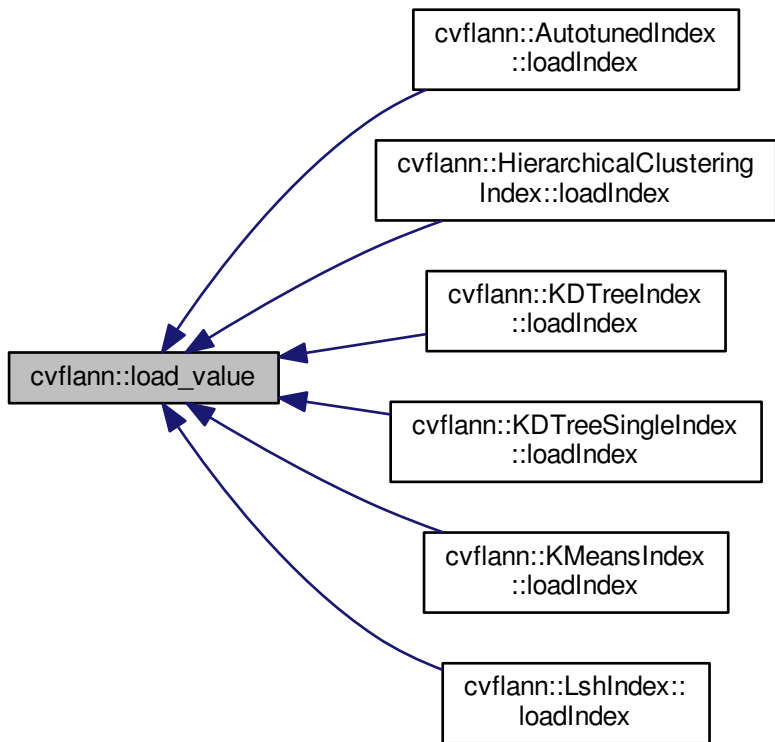 cvflann::AutotunedIndex
::loadIndex
cvflann::HierarchicalClustering
Index::loadIndex
cvflann::KDTreeIndex
::loadIndex
cvflann::load_value
cvflann::KDTreeSingleIndex
::loadIndex
cvflann::KMeansIndex
::loadIndex
cvflann::LshIndex::
loadIndex